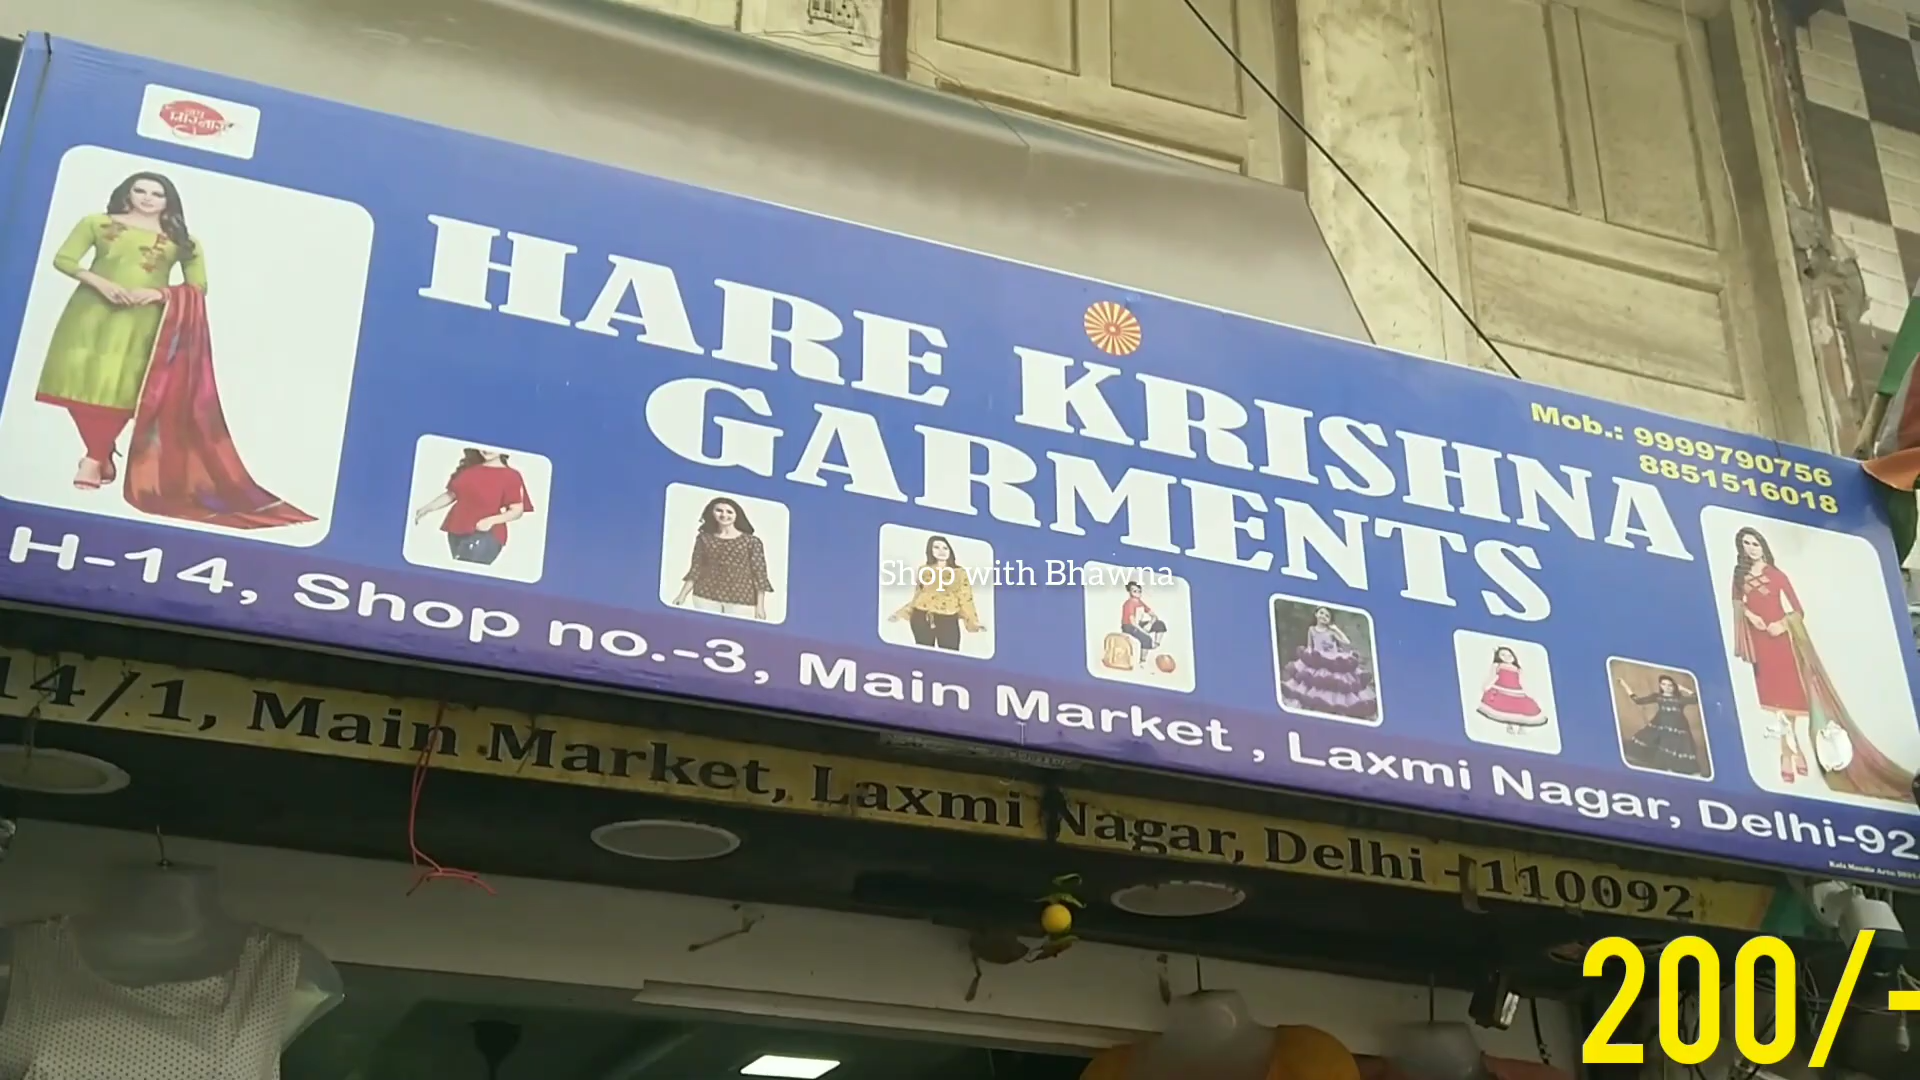 HARE KRISHNA
GARMENTS
Mob.: 9999790756
8851516018
Shop with Bhawna
H-14, Shop no.-3, Main Market , Laxmi Nagar, Delhi-92
14/1, Main Market, Laxmi Nagar, Delhi - 110092
200/-